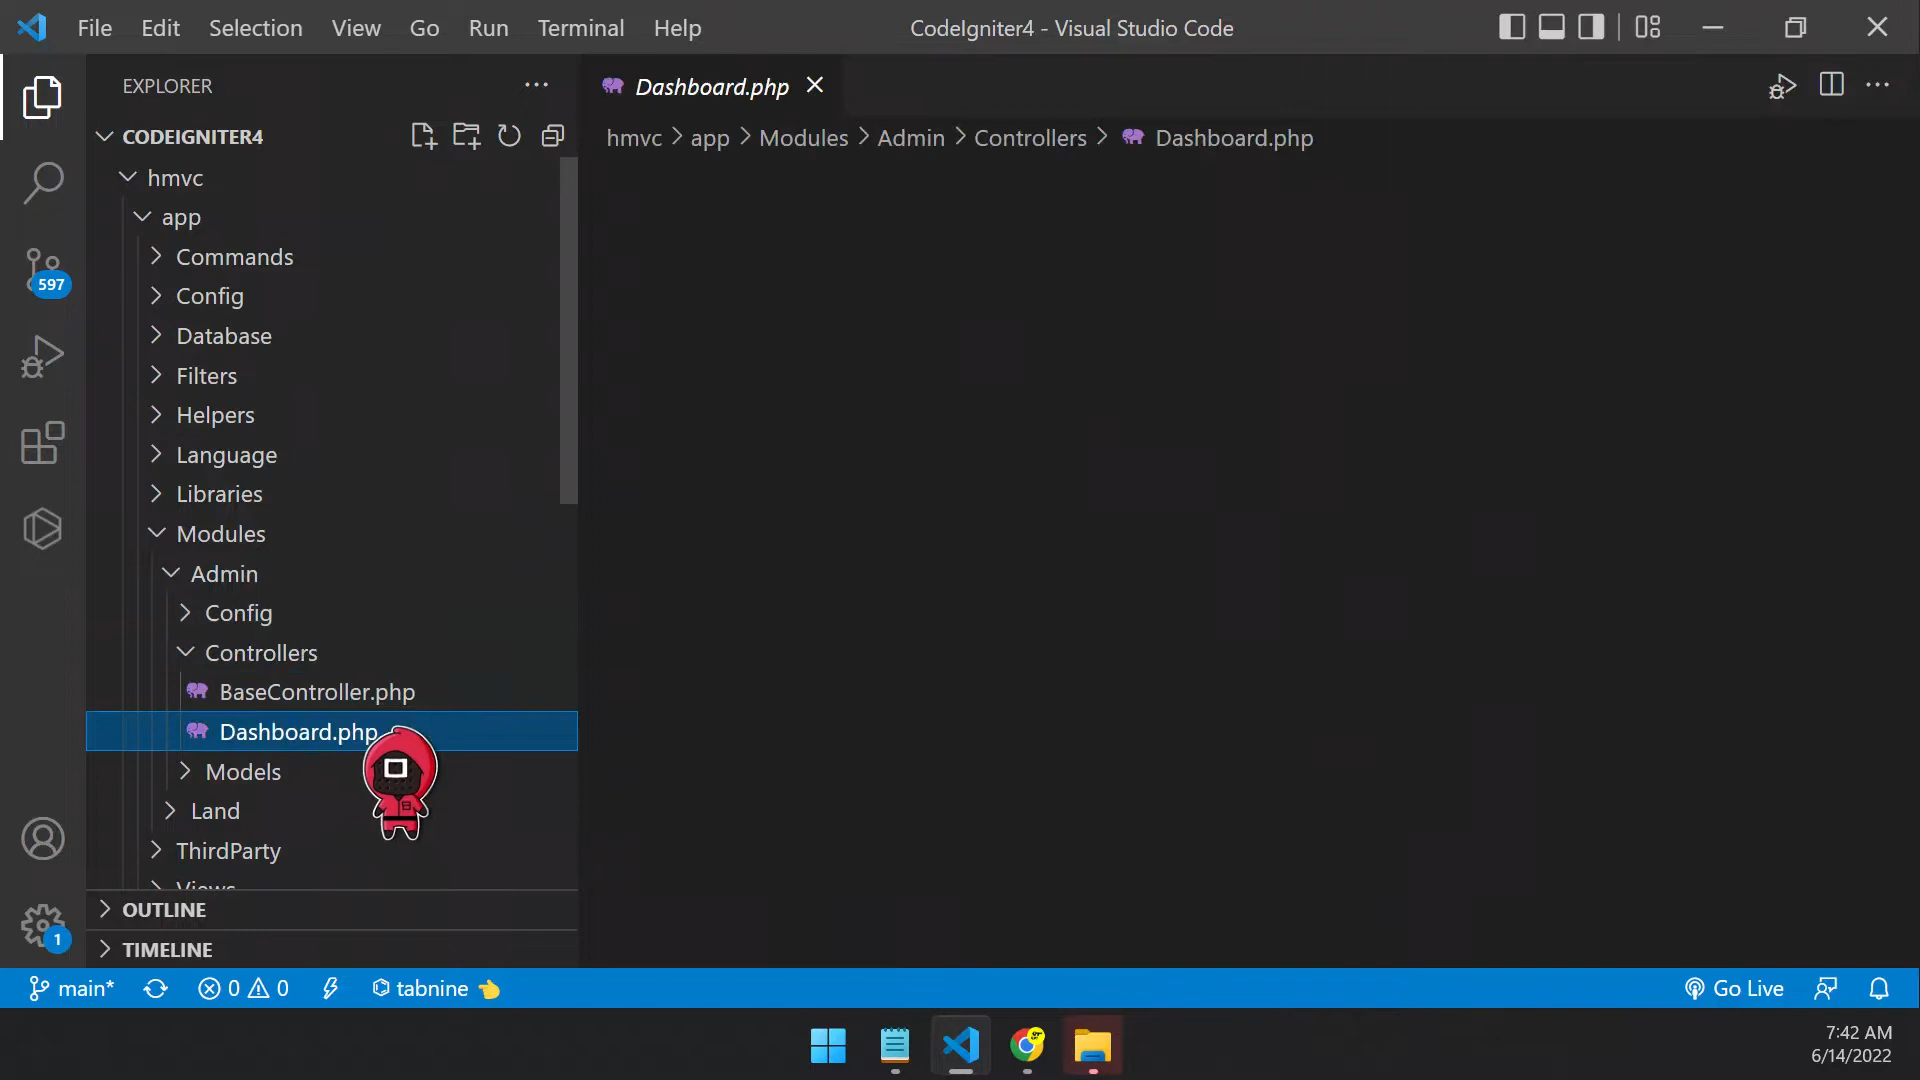 File Edit Selection View Go Run Terminal Help CodeIgniter4 - Visual Studio Code
EXPLORER
Dashboard.php
CODEIGNITER4
hmvc > app > Modules > Admin > Controllers > Dashboard.php
hmvc
app
Commands
Config
Database
Filters
Helpers
Language
Libraries
Modules
Admin
Config
Controllers
BaseController.php
Dashboard.php
Models
Land
ThirdParty
Views
OUTLINE
TIMELINE
597
1
main* 0 0 tabnine Go Live
7:42 AM
6/14/2022